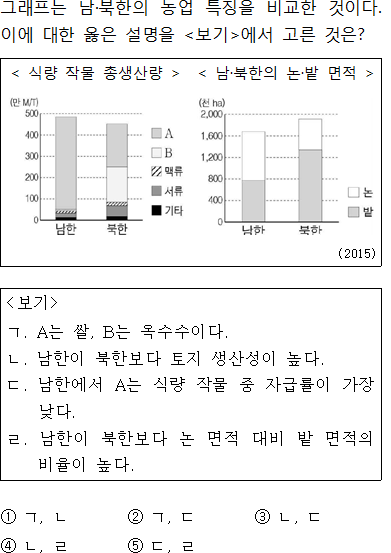 그래프는 남·북한의 농업 특징을 비교한 것이다.
이에 대한 옳은 설명을 <보기>에서 고른 것은?
< 식량 작물 총생산량 > < 남·북한의 논·밭 면적 >
(만 M/T)
500
400
300
200
100
0
남한 북한
A
B
맥류
서류
기타
(천 ha)
2,000
1,600
1,200
800
400
0
남한 북한
논
밭
(2015)
<보기>
ㄱ. A는 쌀, B는 옥수수이다.
ㄴ. 남한이 북한보다 토지 생산성이 높다.
ㄷ. 남한에서 A는 식량 작물 중 자급률이 가장
낮다.
ㄹ. 남한이 북한보다 논 면적 대비 밭 면적의
비율이 높다.
① ㄱ, ㄴ ② ㄱ, ㄷ ③ ㄴ, ㄷ
④ ㄴ, ㄹ ⑤ ㄷ, ㄹ